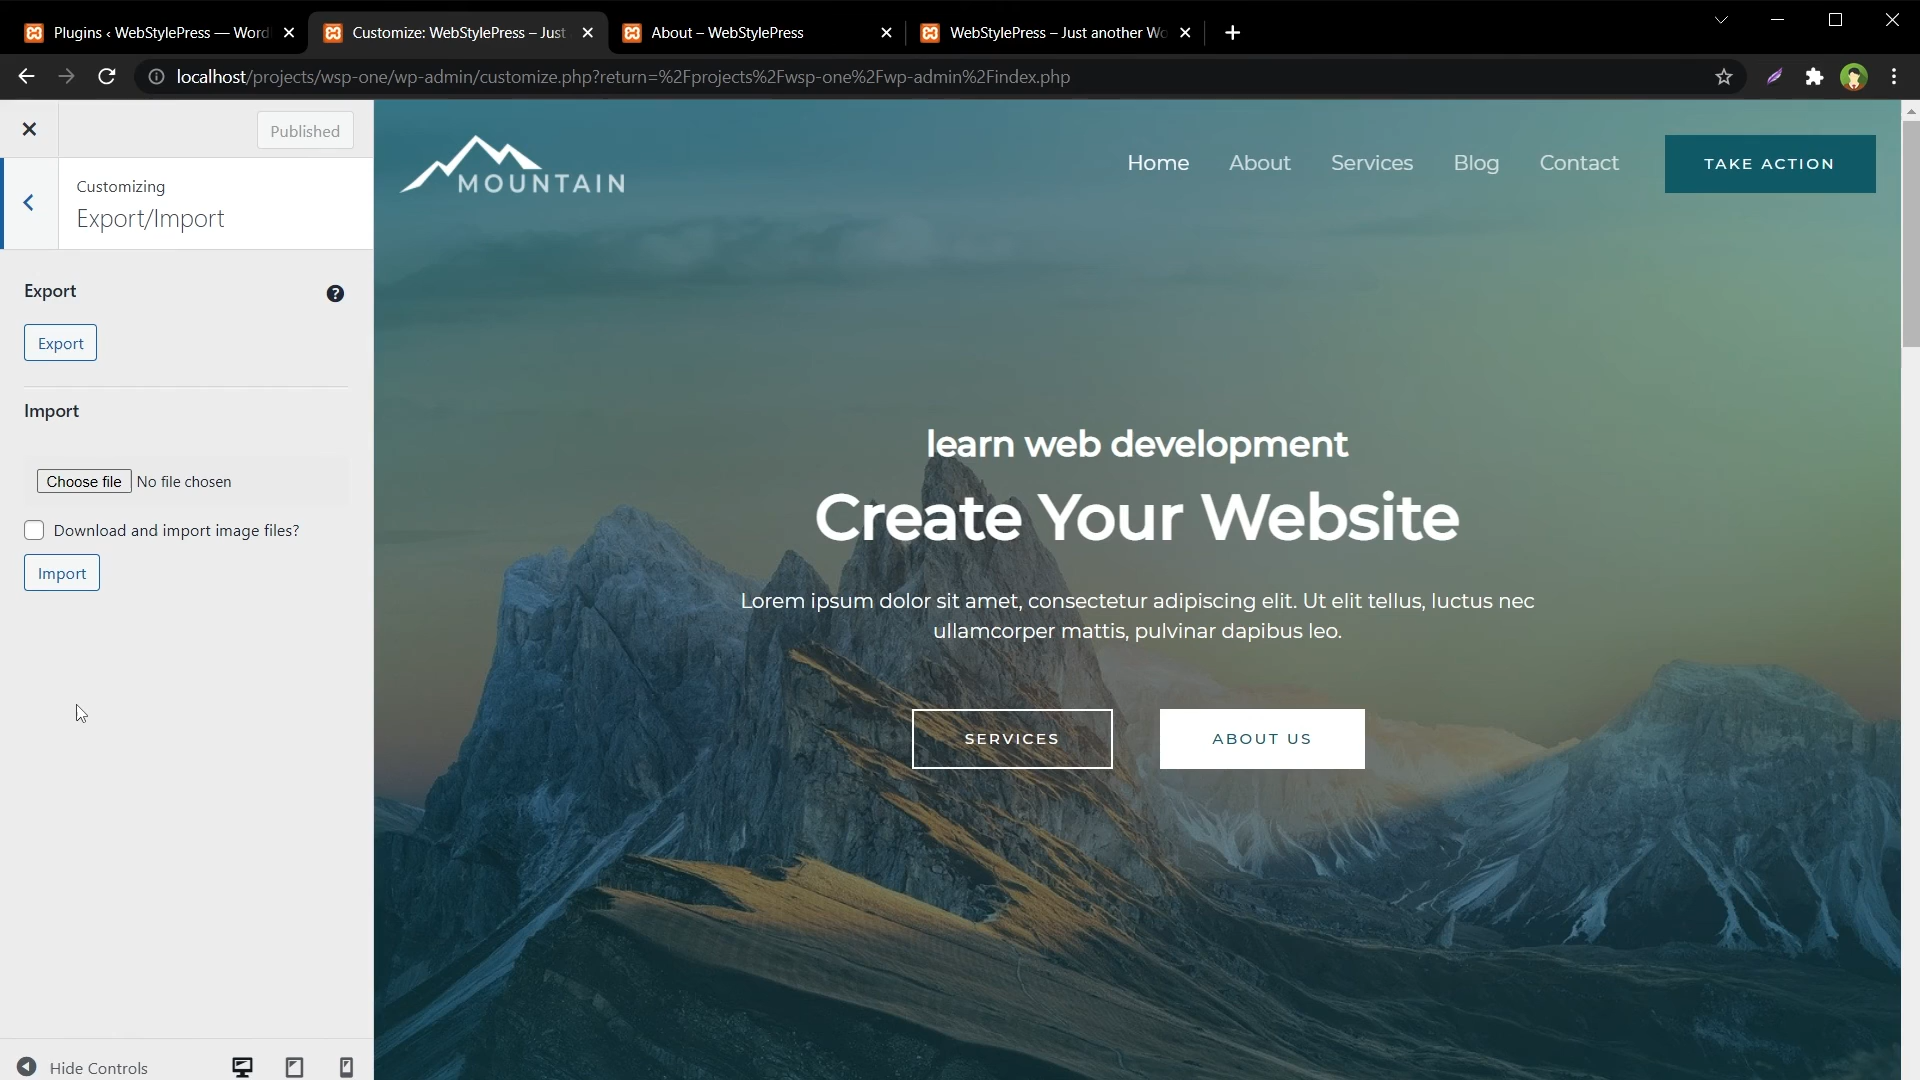 Plugins ‹ WebStylePress — Word
Customize: WebStylePress – Just
About – WebStylePress
WebStylePress – Just another Wo
localhost/projects/wsp-one/wp-admin/customize.php?return=%2Fprojects%2Fwsp-one%2Fwp-admin%2Findex.php
Published
Customizing
Export/Import
Export
Export
Import
Choose file No file chosen
Download and import image files?
Import
Hide Controls
MOUNTAIN
Home
About
Services
Blog
Contact
TAKE ACTION
learn web development
Create Your Website
Lorem ipsum dolor sit amet, consectetur adipiscing elit. Ut elit tellus, luctus nec
ullamcorper mattis, pulvinar dapibus leo.
SERVICES
ABOUT US